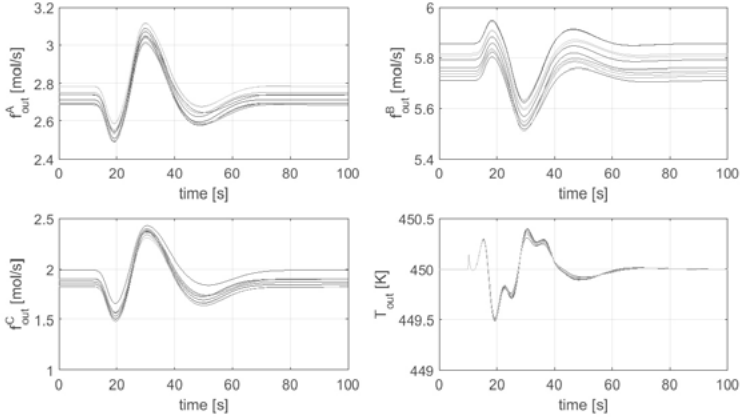 3.2
3
2.8
2.6
2.4
f_out^A [mol/s]
0 20 40 60 80 100
time [s]
6
5.8
5.6
5.4
f_out^B [mol/s]
0 20 40 60 80 100
time [s]
2.5
2
1.5
1
f_out^C [mol/s]
0 20 40 60 80 100
time [s]
450.5
450
449.5
449
T_out [K]
0 20 40 60 80 100
time [s]